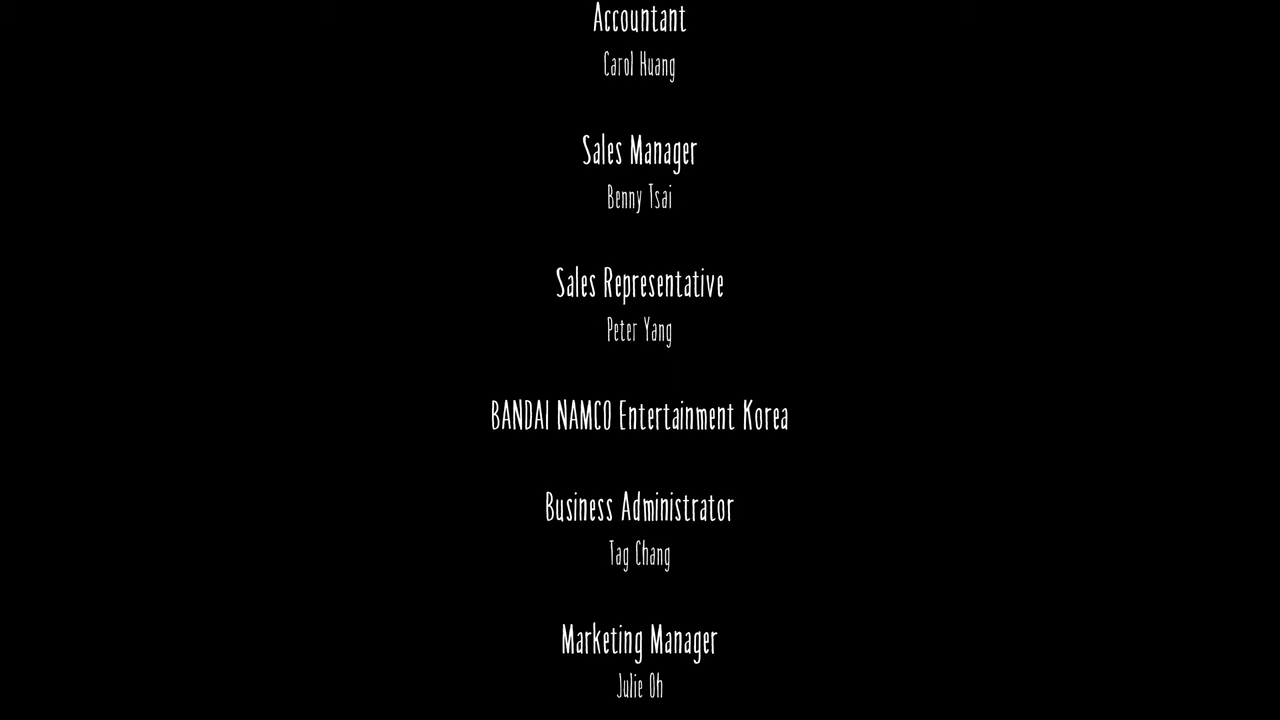 Accountant
Carol Huang
Sales Manager
Benny Tsai
Sales Representative
Peter Yang
BANDAI NAMCO Entertainment Korea
Business Administrator
Tag Chang
Marketing Manager
Julie Oh